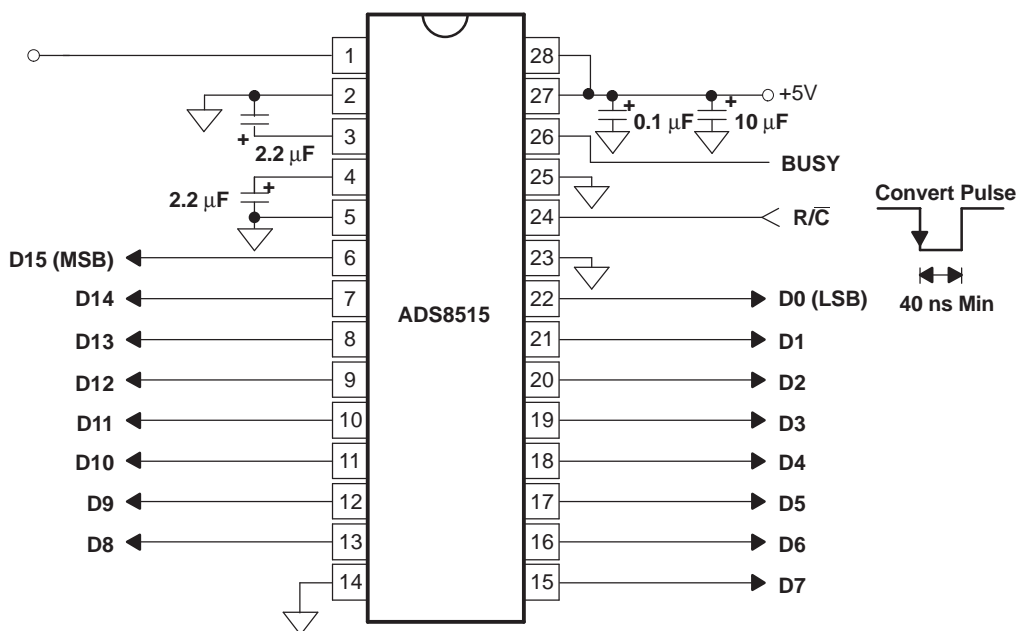 1 28
2 27 +5V
+ + 0.1 µF + 10 µF
3 26
+ 2.2 µF BUSY
4 25
2.2 µF + Convert Pulse
5 24 R/C̅
D15 (MSB) 6 23
D14 7 ADS8515 22 D0 (LSB) 40 ns Min
D13 8 21 D1
D12 9 20 D2
D11 10 19 D3
D10 11 18 D4
D9 12 17 D5
D8 13 16 D6
14 15 D7